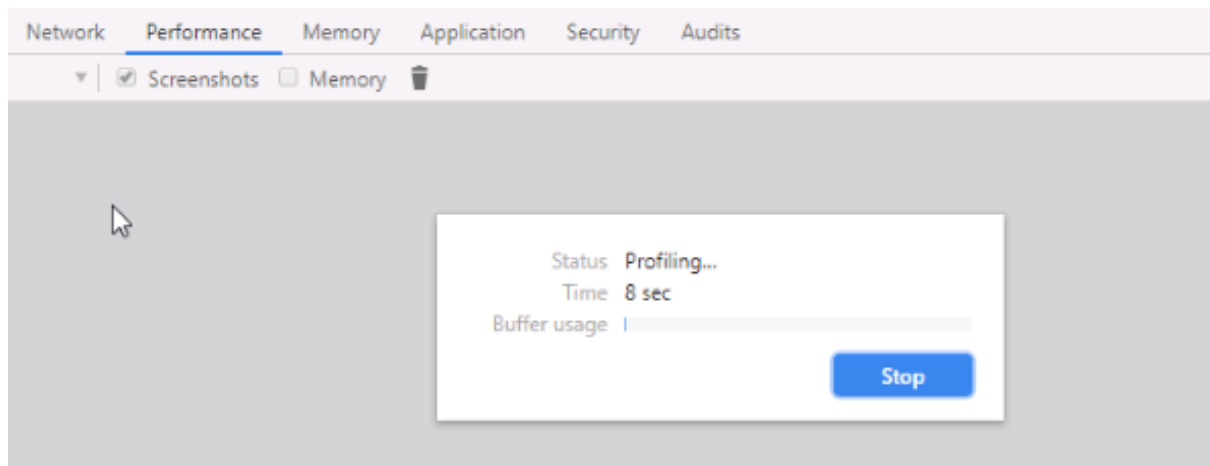 Network Performance Memory Application Security Audits
Screenshots Memory
Status Profiling...
Time 8 sec
Buffer usage
Stop